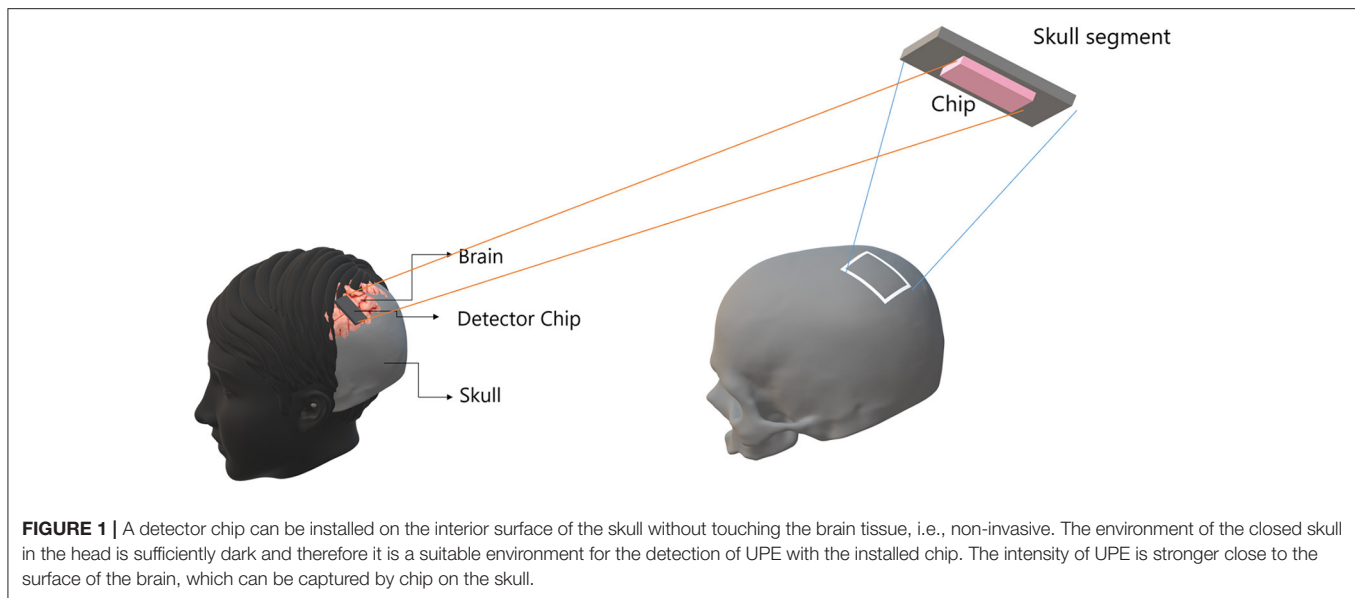 Skull segment
Chip
Brain
Detector Chip
Skull
FIGURE 1 | A detector chip can be installed on the interior surface of the skull without touching the brain tissue, i.e., non-invasive. The environment of the closed skull
in the head is sufficiently dark and therefore it is a suitable environment for the detection of UPE with the installed chip. The intensity of UPE is stronger close to the
surface of the brain, which can be captured by chip on the skull.